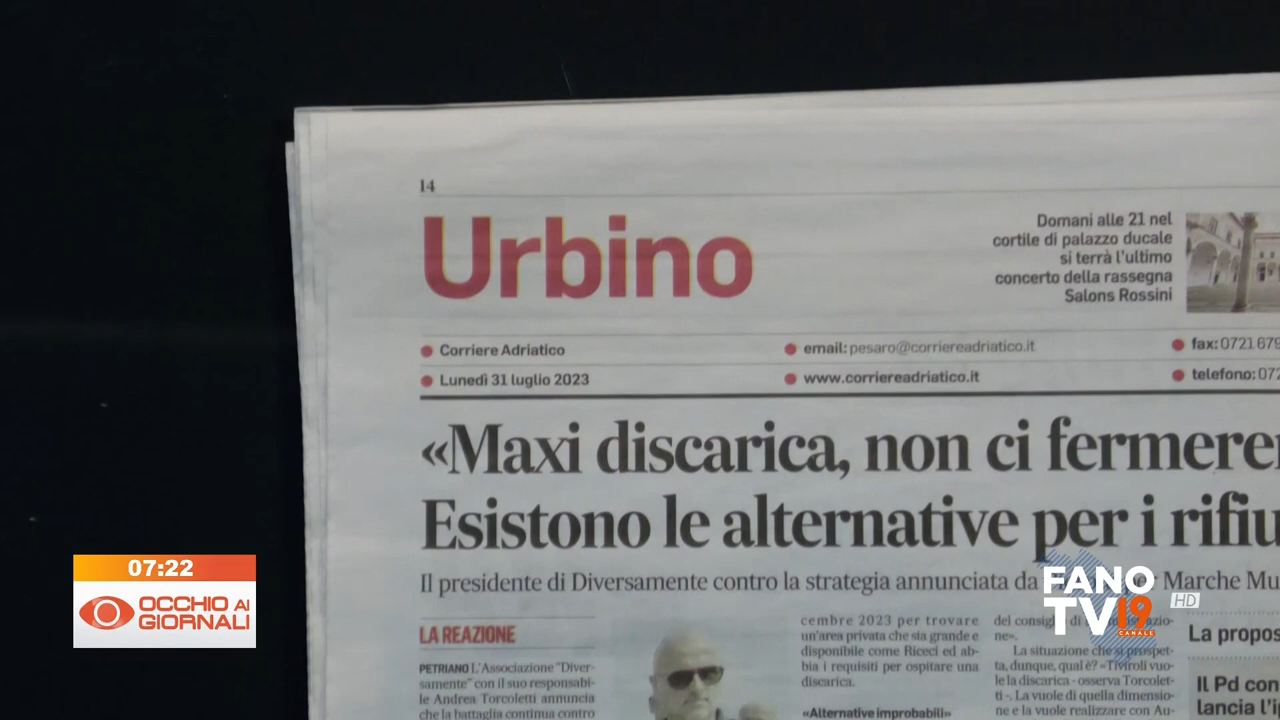 14
Urbino
Domani alle 21 nel
cortile di palazzo ducale
si terrà l'ultimo
concerto della rassegna
Salons Rossini
Corriere Adriatico
email: pesaro@corriereadriatico.it
fax: 0721 679
Lunedì 31 luglio 2023
www.corriereadriatico.it
telefono: 072
«Maxi discarica, non ci fermere
Esistono le alternative per i rifiu
Il presidente di Diversamente contro la strategia annunciata da Marche Mu
LA REAZIONE
PETRIANO L'Associazione "Diver-
samente" con il suo responsabi-
le Andrea Torcoletti annuncia
che la battaglia continua contro
cembre 2023 per trovare
un'area privata che sia grande e
disponibile come Riceci ed ab-
bia i requisiti per ospitare una
discarica.
«Alternative improbabili»
del consiglio di
ne».
La situazione che si prospet-
ta, dunque, qual è? «Tiviroli vuo-
le la discarica - osserva Torcolet-
ti -. La vuole di quella dimensio-
ne e la vuole realizzare con Au-
La propos
Il Pd con
lancia l'i
07:22
OCCHIO AI
GIORNALI
FANO
TV 19
CANALE
HD